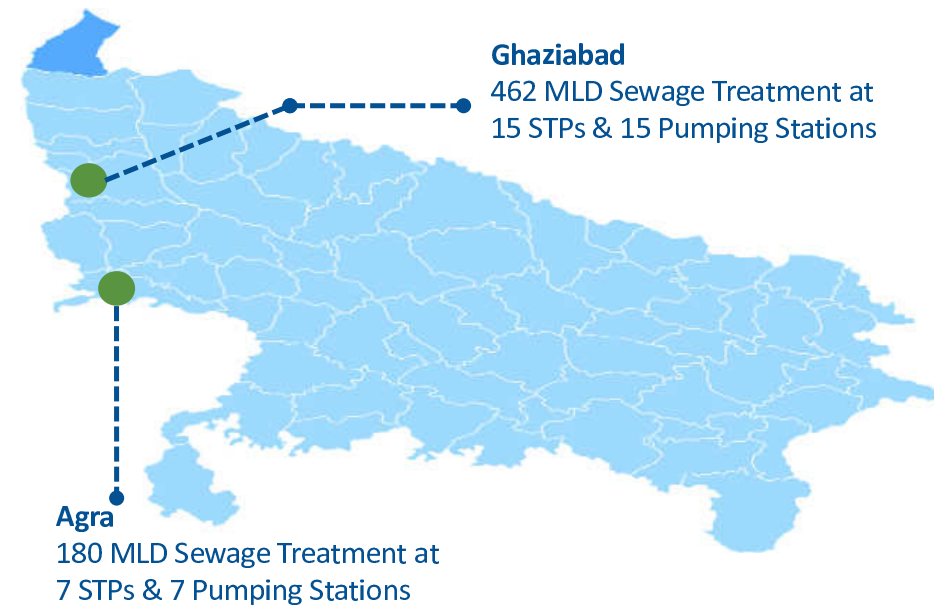 Ghaziabad
462 MLD Sewage Treatment at
15 STPs & 15 Pumping Stations
Agra
180 MLD Sewage Treatment at
7 STPs & 7 Pumping Stations